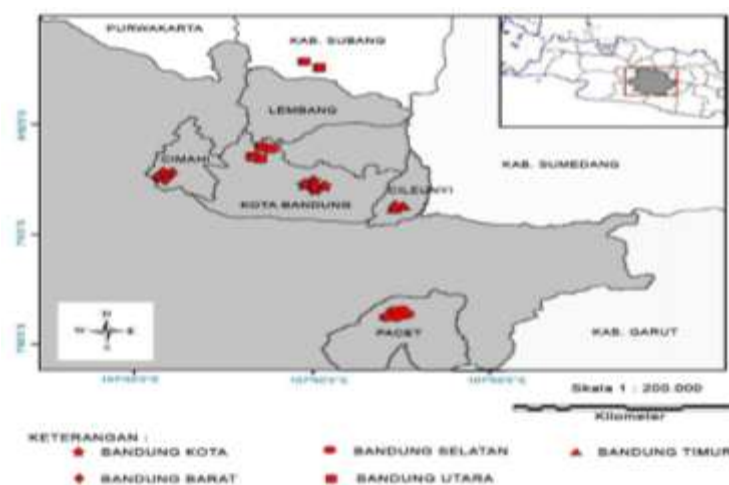 PURWAKARTA
KAB. SUBANG
LEMBANG
CIMAHI
KAB. SUMEDANG
CILEUNYI
KOTA BANDUNG
N
W E
S
PACET
KAB. GARUT
Skala 1 : 200.000
Kilometer
KETERANGAN :
BANDUNG KOTA
BANDUNG SELATAN
BANDUNG TIMUR
BANDUNG BARAT
BANDUNG UTARA